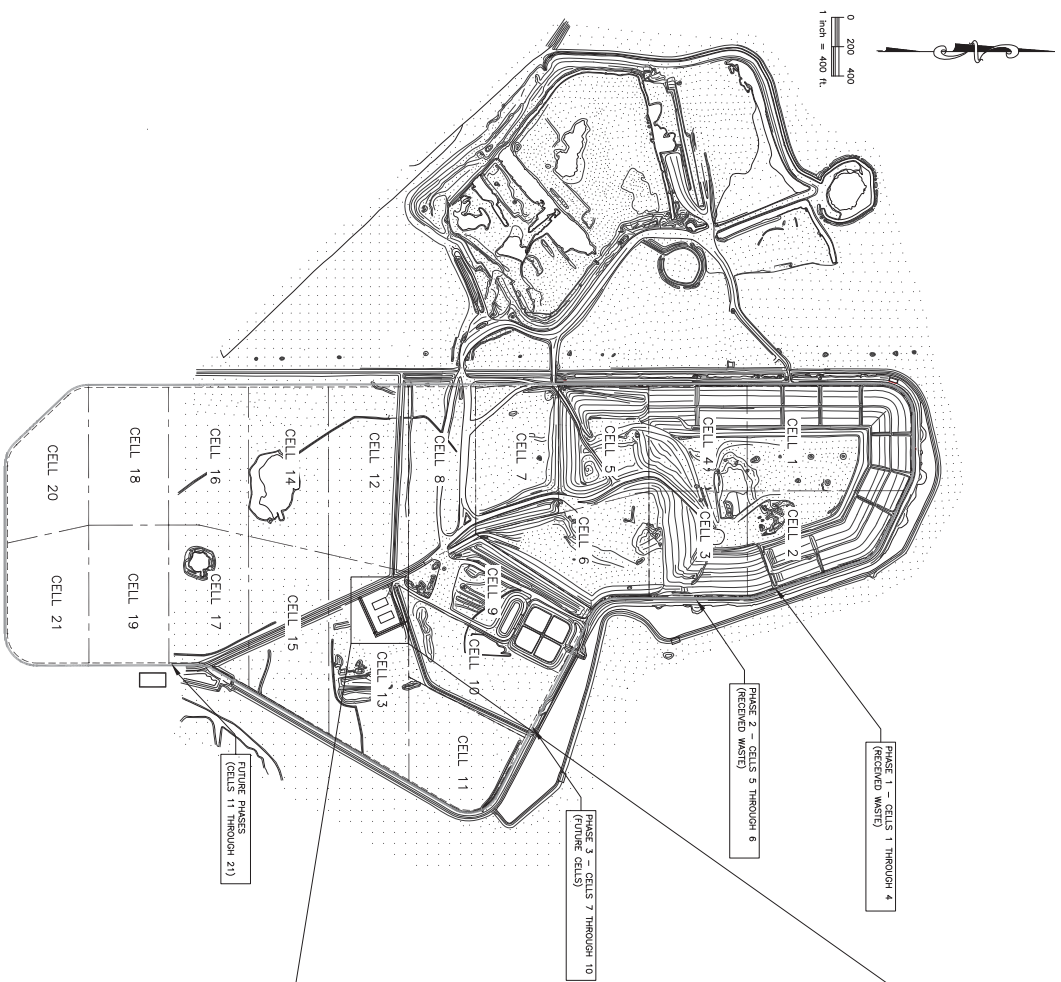 0 200 400
1 inch = 400 ft.
PHASE 1 – CELLS 1 THROUGH 4
(RECEIVED WASTE)
PHASE 2 – CELLS 5 THROUGH 6
(RECEIVED WASTE)
PHASE 3 – CELLS 7 THROUGH 10
(FUTURE CELLS)
FUTURE PHASES
(CELLS 11 THROUGH 21)
CELL 1
CELL 2
CELL 3
CELL 4
CELL 5
CELL 6
CELL 7
CELL 8
CELL 9
CELL 10
CELL 11
CELL 12
CELL 13
CELL 14
CELL 15
CELL 16
CELL 17
CELL 18
CELL 19
CELL 20
CELL 21